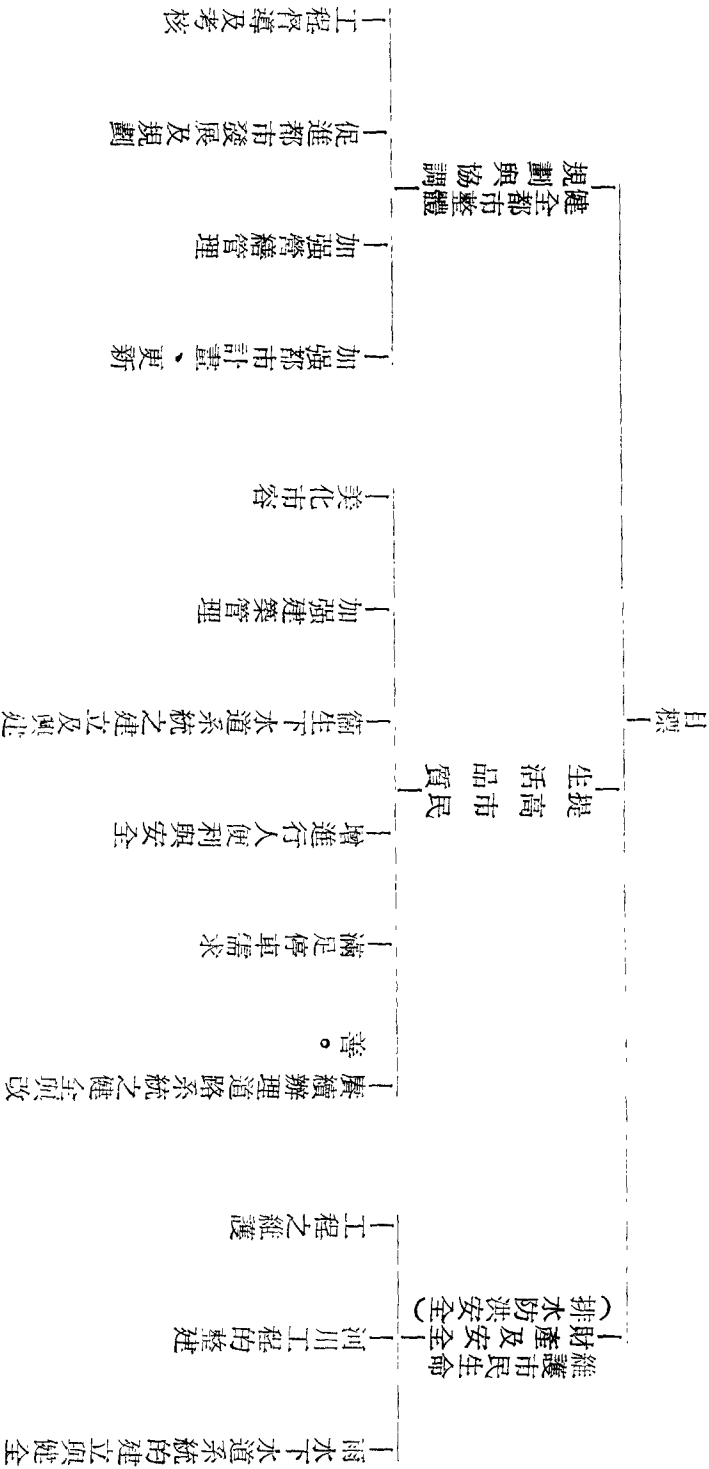 目標
維護市民生命
財產及安全
(排水防洪安全)
雨水下水道系統的建立與健全
河川工程的整建
工程之維護
提高市民
生活品質
賡續辦理道路系統之健全與改
善。
滿足停車需求
增進行人便利與安全
衞生下水道系統之建立及興建
加強建築管理
美化市容
健全都市整體
規劃與協調
加強都市計畫、更新
加強營繕管理
促進都市發展及規劃
工程督導及考核